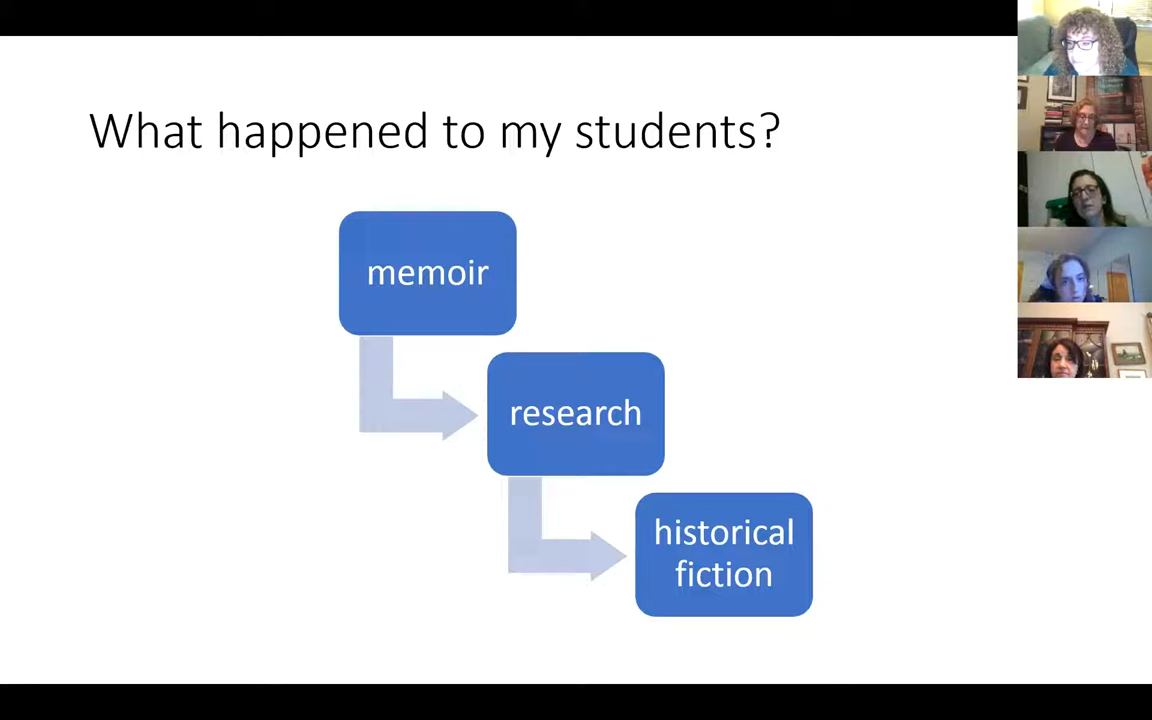 What happened to my students?
memoir
research
historical
fiction